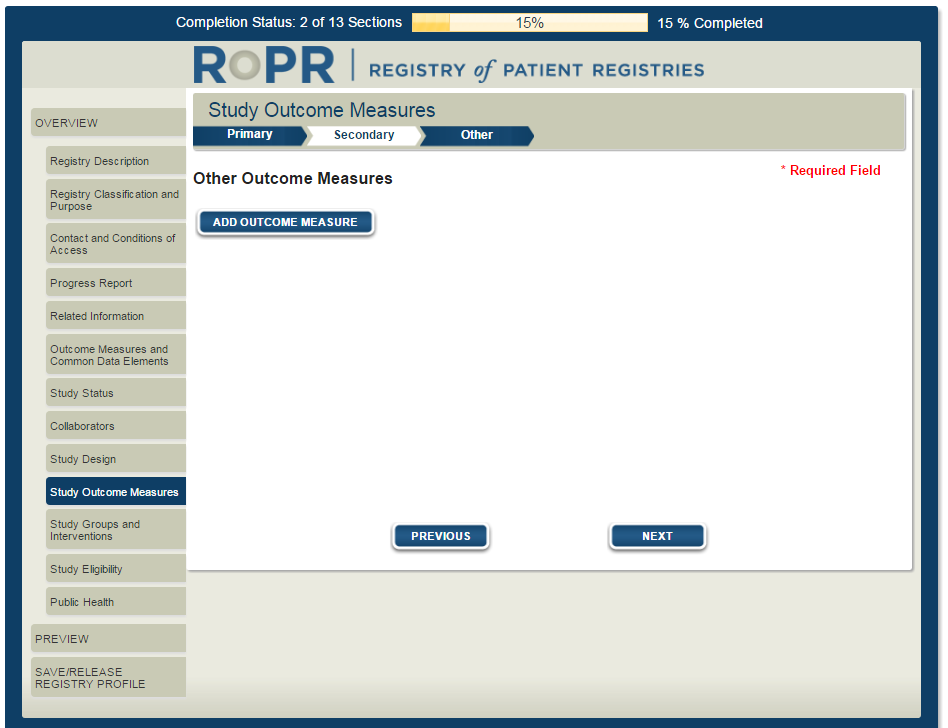 Completion Status: 2 of 13 Sections 15% 15 % Completed
ROPR REGISTRY of PATIENT REGISTRIES
OVERVIEW
Registry Description
Registry Classification and
Purpose
Contact and Conditions of
Access
Progress Report
Related Information
Outcome Measures and
Common Data Elements
Study Status
Collaborators
Study Design
Study Outcome Measures
Study Groups and
Interventions
Study Eligibility
Public Health
PREVIEW
SAVE/RELEASE
REGISTRY PROFILE
Study Outcome Measures
Primary Secondary Other
* Required Field
Other Outcome Measures
ADD OUTCOME MEASURE
PREVIOUS NEXT